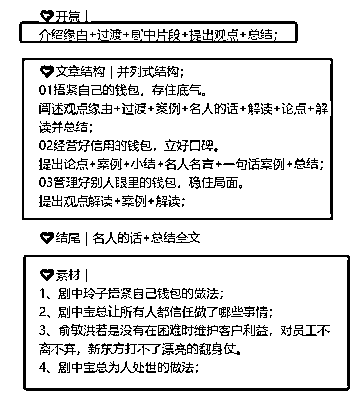 开篇|
介绍缘由+过渡+剧中片段+提出观点+总结;
文章结构|并列式结构;
01捂紧自己的钱包，存住底气。
阐述观点缘由+过渡+案例+名人的话+解读+论点+解
读并总结;
02经营好信用的钱包，立好口碑。
提出论点+案例+小结+名人名言+一句话案例+总结;
03管理好别人眼里的钱包，稳住局面。
提出观点解读+案例+解读;
结尾|名人的话+总结全文
素材|
1、剧中玲子捂紧自己钱包的做法;
2、剧中宝总让所有人都信任做了哪些事情;
3、俞敏洪若是没有在困难时维护客户利益，对员工不
离不弃，新东方打不了漂亮的翻身仗。
4、剧中宝总为人处世的做法;